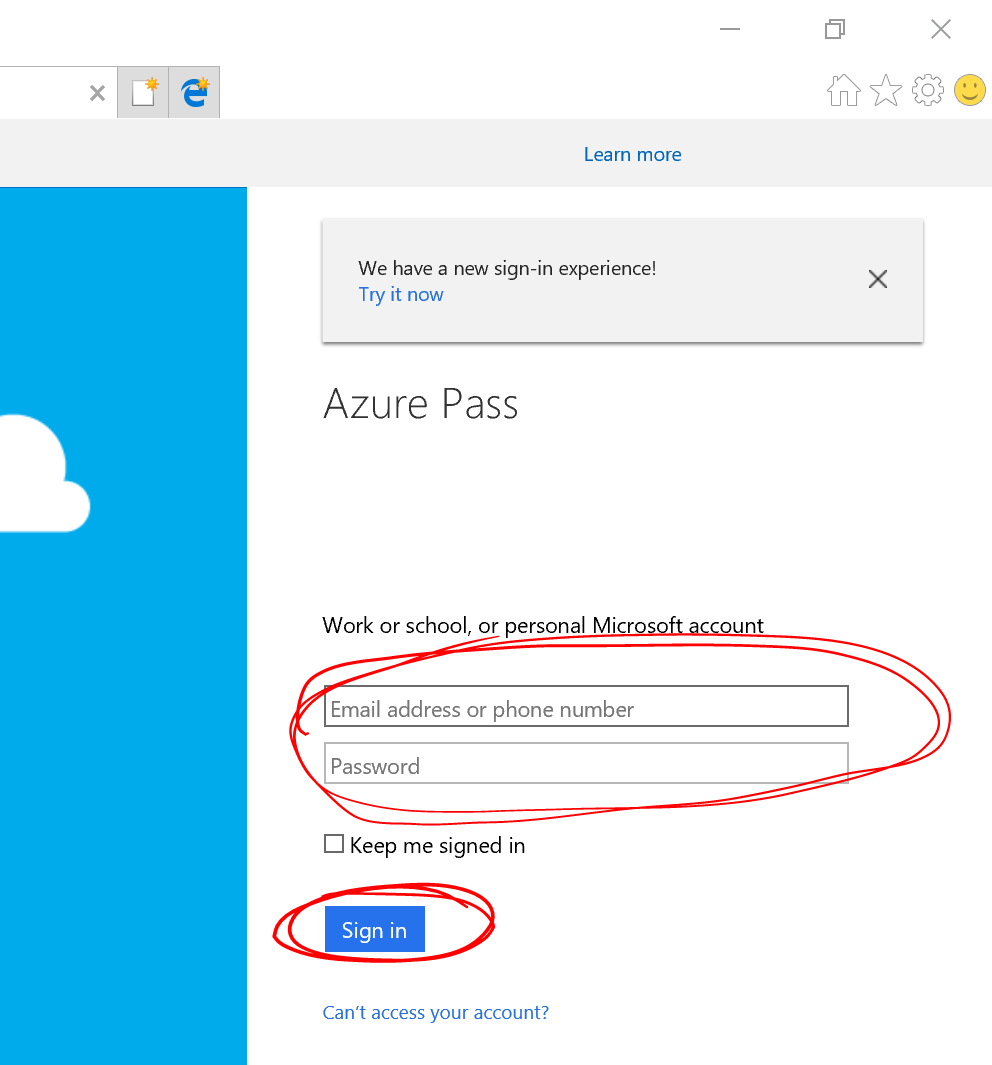 Learn more
We have a new sign-in experience!
Try it now
Azure Pass
Work or school, or personal Microsoft account
Email address or phone number
Password
Keep me signed in
Sign in
Can't access your account?